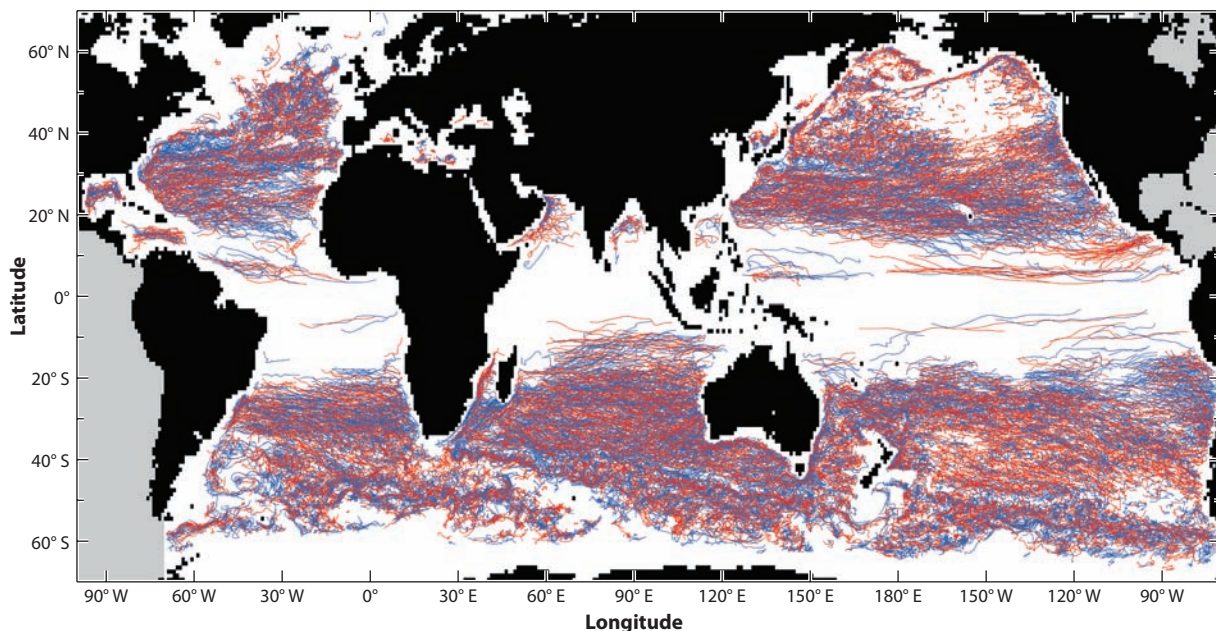 60° N
40° N
20° N
0°
20° S
40° S
60° S
Latitude
90° W
60° W
30° W
0°
30° E
60° E
90° E
120° E
150° E
180° E
150° W
120° W
90° W
Longitude